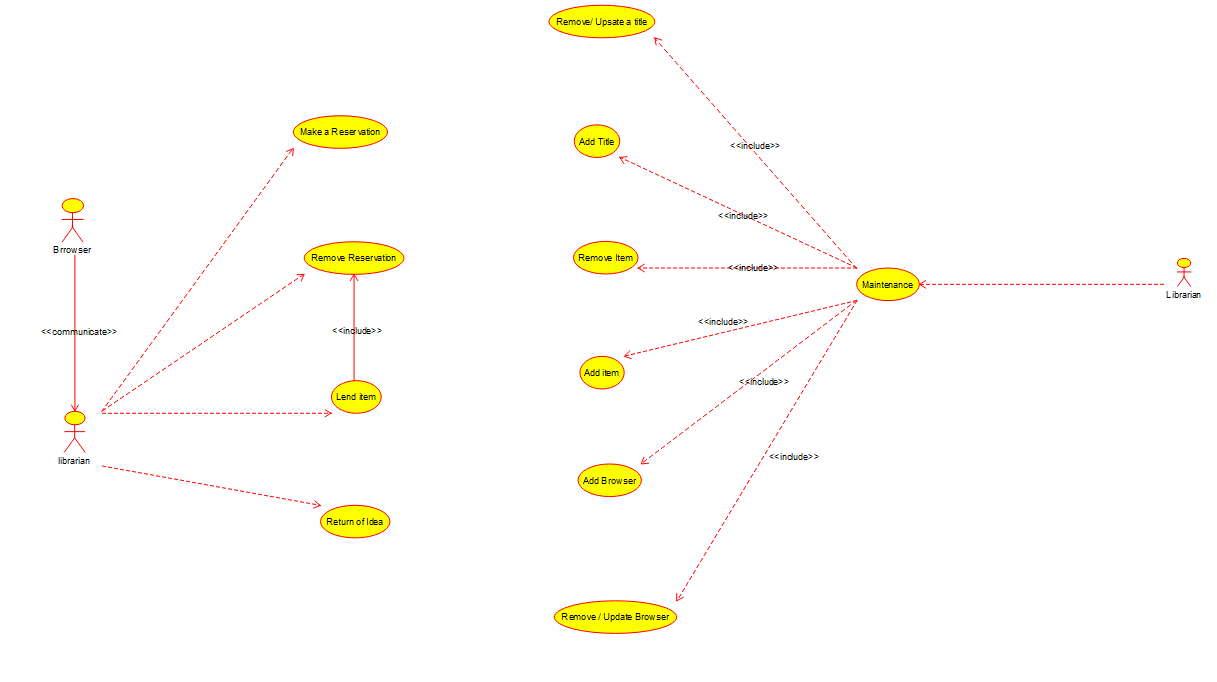 Remove/ Upsate a title
Make a Reservation
Add Title
<<include>>
<<include>>
Brrowser
Remove Reservation
Remove Item
<<include>>
Maintenance
Librarian
<<communicate>>
<<include>>
<<include>>
Add item
<<include>>
Lend item
librarian
<<include>>
Add Browser
Return of Idea
Remove / Update Browser